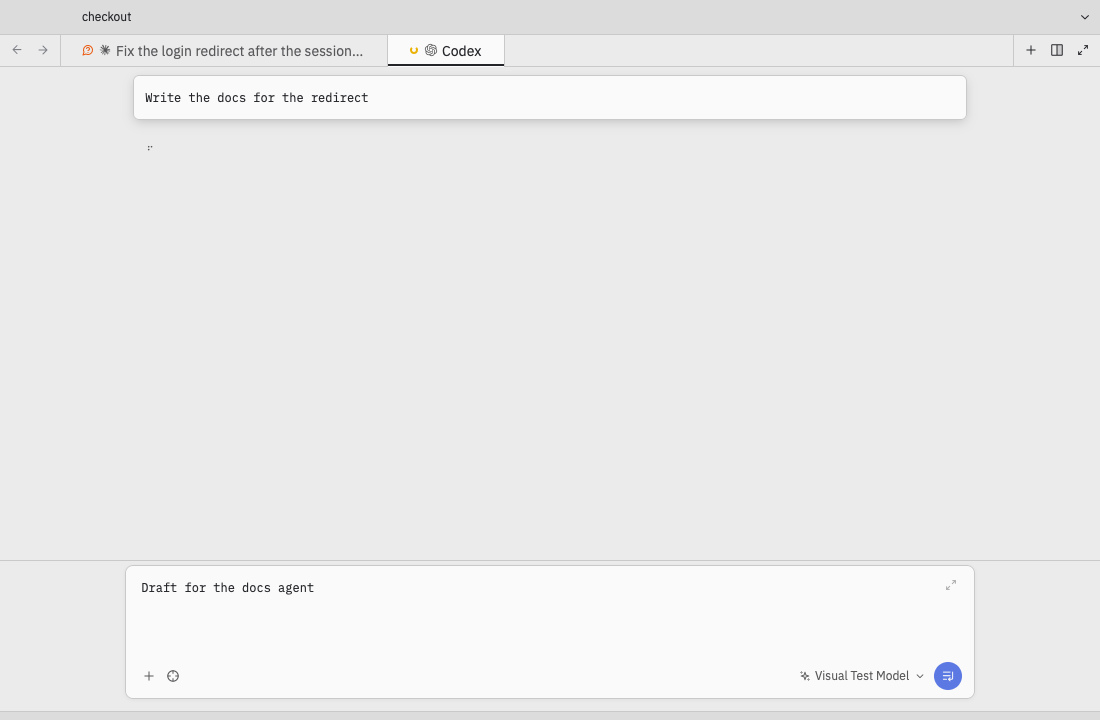 checkout
Fix the login redirect after the session...
Codex
Write the docs for the redirect
Draft for the docs agent
Visual Test Model